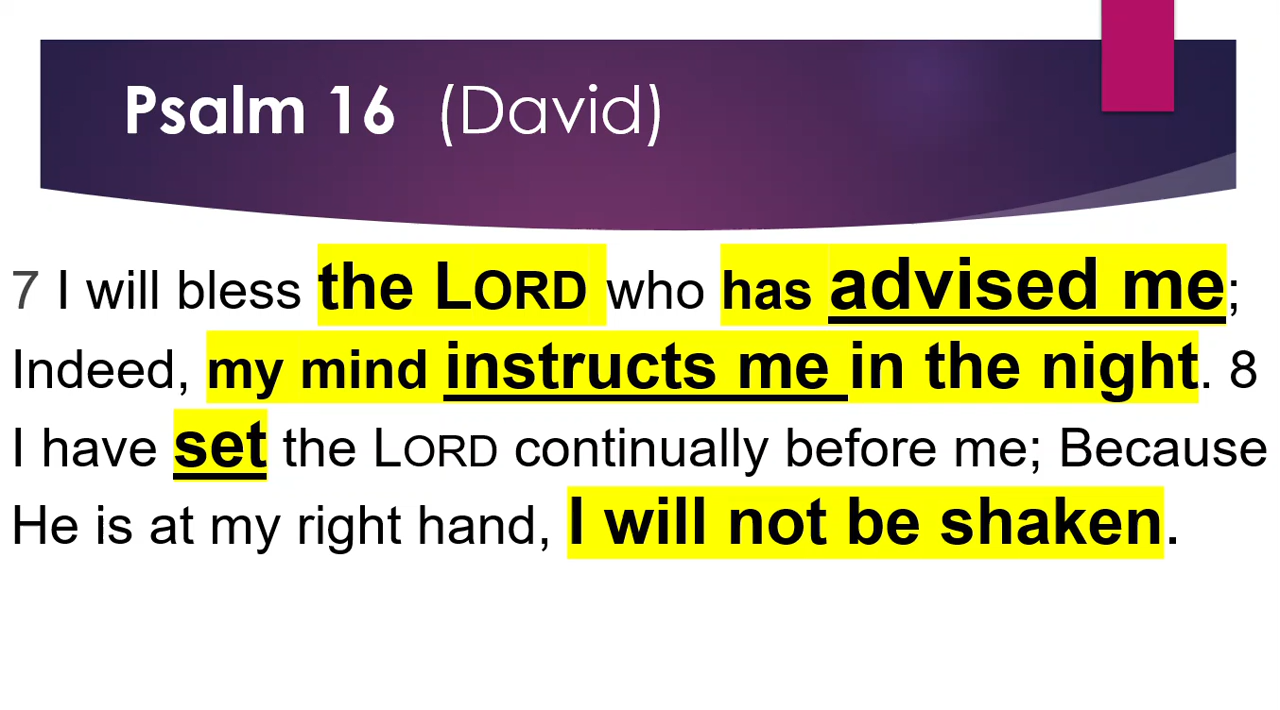 Psalm 16 (David)
7 I will bless the LORD who has advised me;
Indeed, my mind instructs me in the night. 8
I have set the LORD continually before me; Because
He is at my right hand, I will not be shaken.